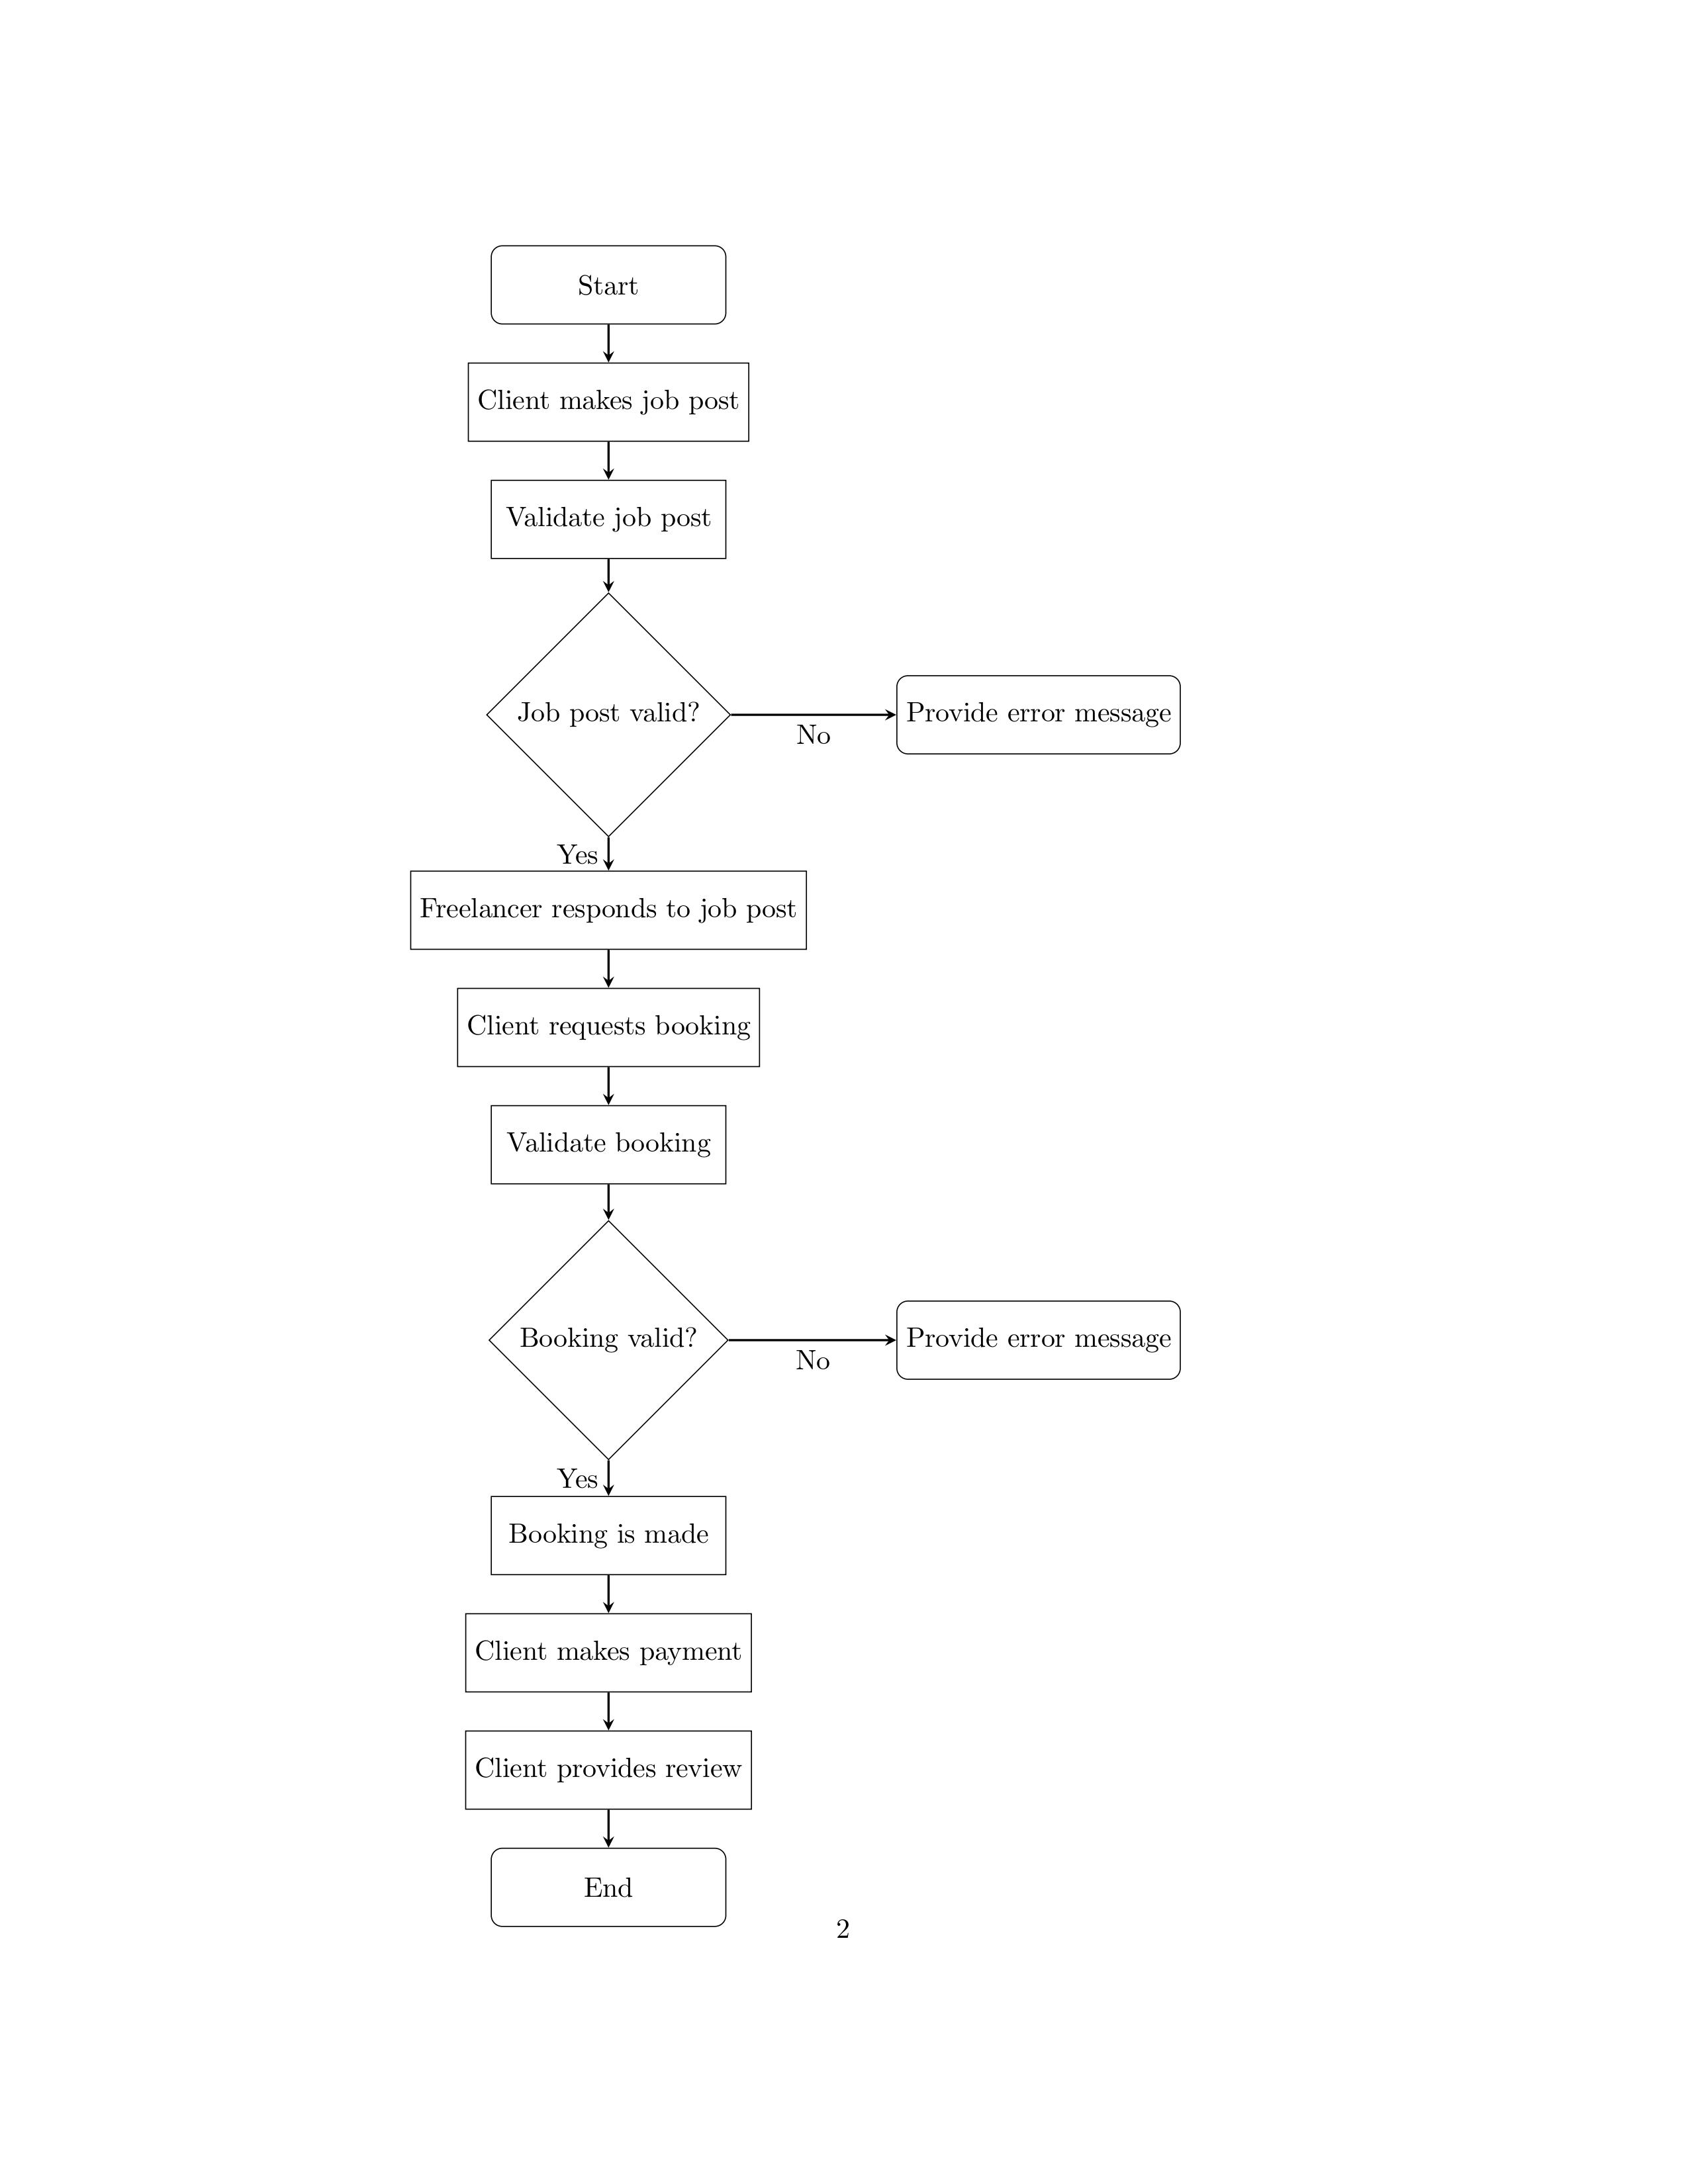 Start
Client makes job post
Validate job post
Job post valid?
No
Provide error message
Yes
Freelancer responds to job post
Client requests booking
Validate booking
Booking valid?
No
Provide error message
Yes
Booking is made
Client makes payment
Client provides review
End
2